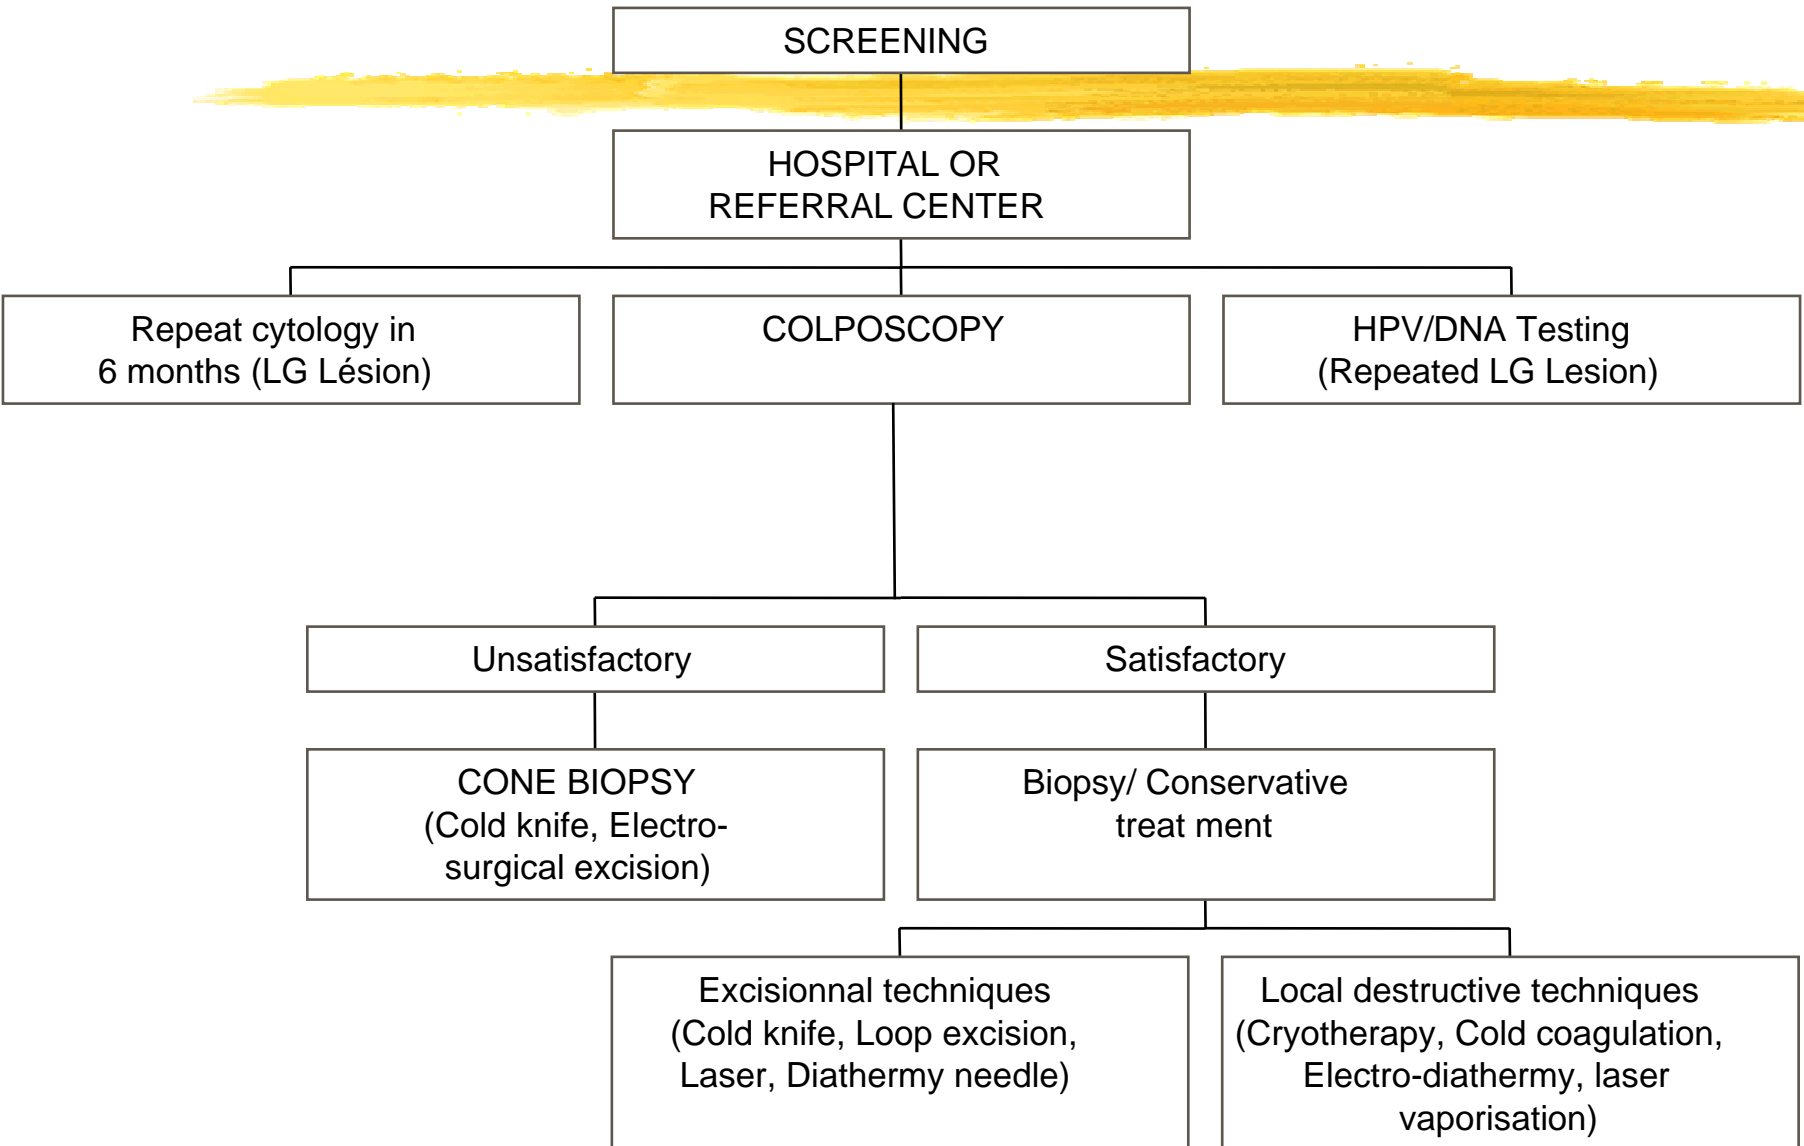 SCREENING
HOSPITAL OR
REFERRAL CENTER
Repeat cytology in
6 months (LG Lésion)
COLPOSCOPY
HPV/DNA Testing
(Repeated LG Lesion)
Unsatisfactory
Satisfactory
CONE BIOPSY
(Cold knife, Electro-
surgical excision)
Biopsy/ Conservative
treat ment
Excisionnal techniques
(Cold knife, Loop excision,
Laser, Diathermy needle)
Local destructive techniques
(Cryotherapy, Cold coagulation,
Electro-diathermy, laser
vaporisation)